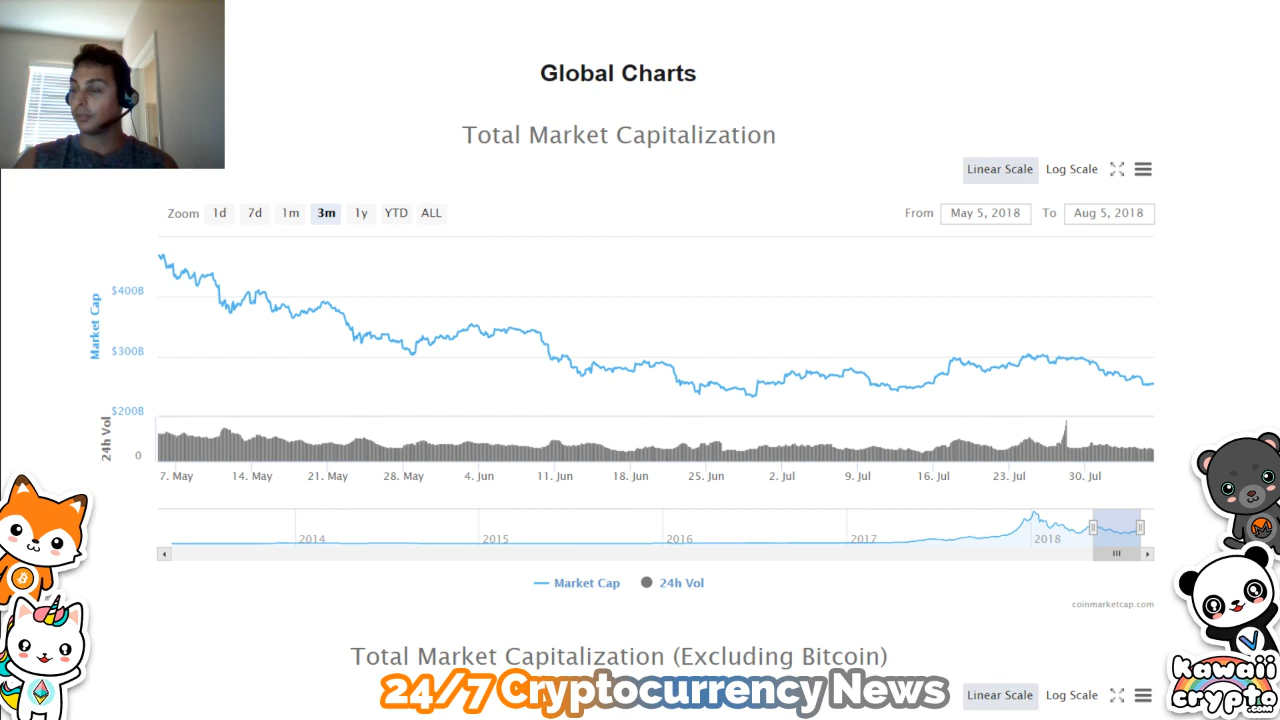 Global Charts
Total Market Capitalization
Linear Scale Log Scale
Zoom 1d 7d 1m 3m 1y YTD ALL From May 5, 2018 To Aug 5, 2018
$400B
$300B
$200B
Market Cap
24h Vol
0
7. May 14. May 21. May 28. May 4. Jun 11. Jun 18. Jun 25. Jun 2. Jul 9. Jul 16. Jul 23. Jul 30. Jul
2014 2015 2016 2017 2018
Market Cap 24h Vol
coinmarketcap.com
Total Market Capitalization (Excluding Bitcoin)
24/7 Cryptocurrency News
Linear Scale Log Scale
kawaii
crypto
.com